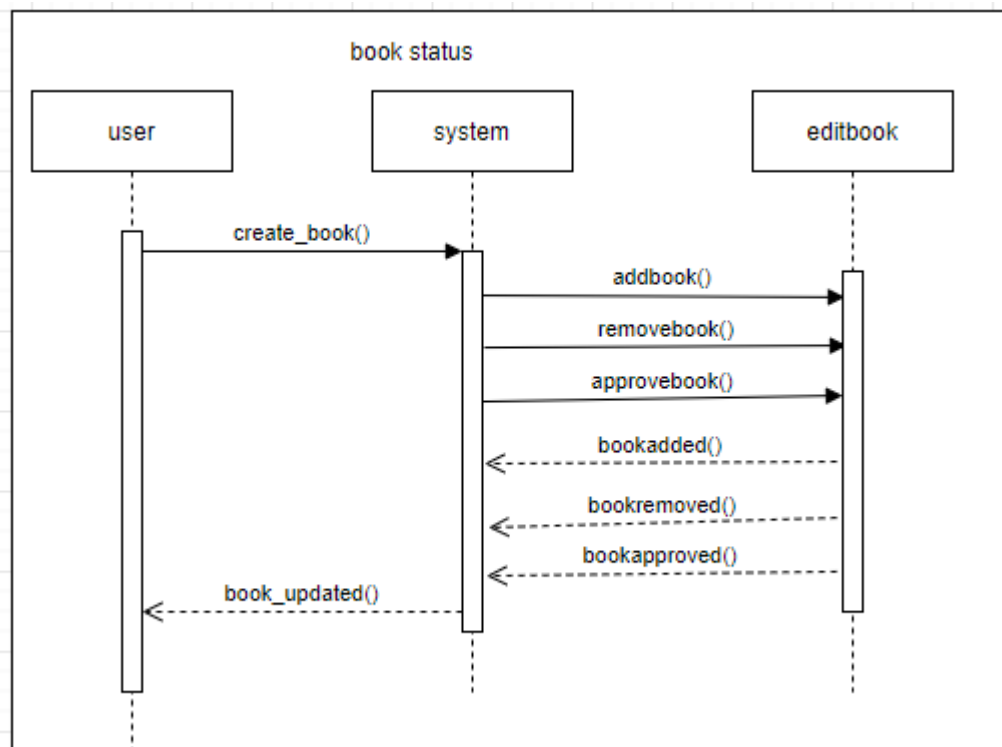 book status
user
system
editbook
create_book()
addbook()
removebook()
approvebook()
bookadded()
bookremoved()
bookapproved()
book_updated()